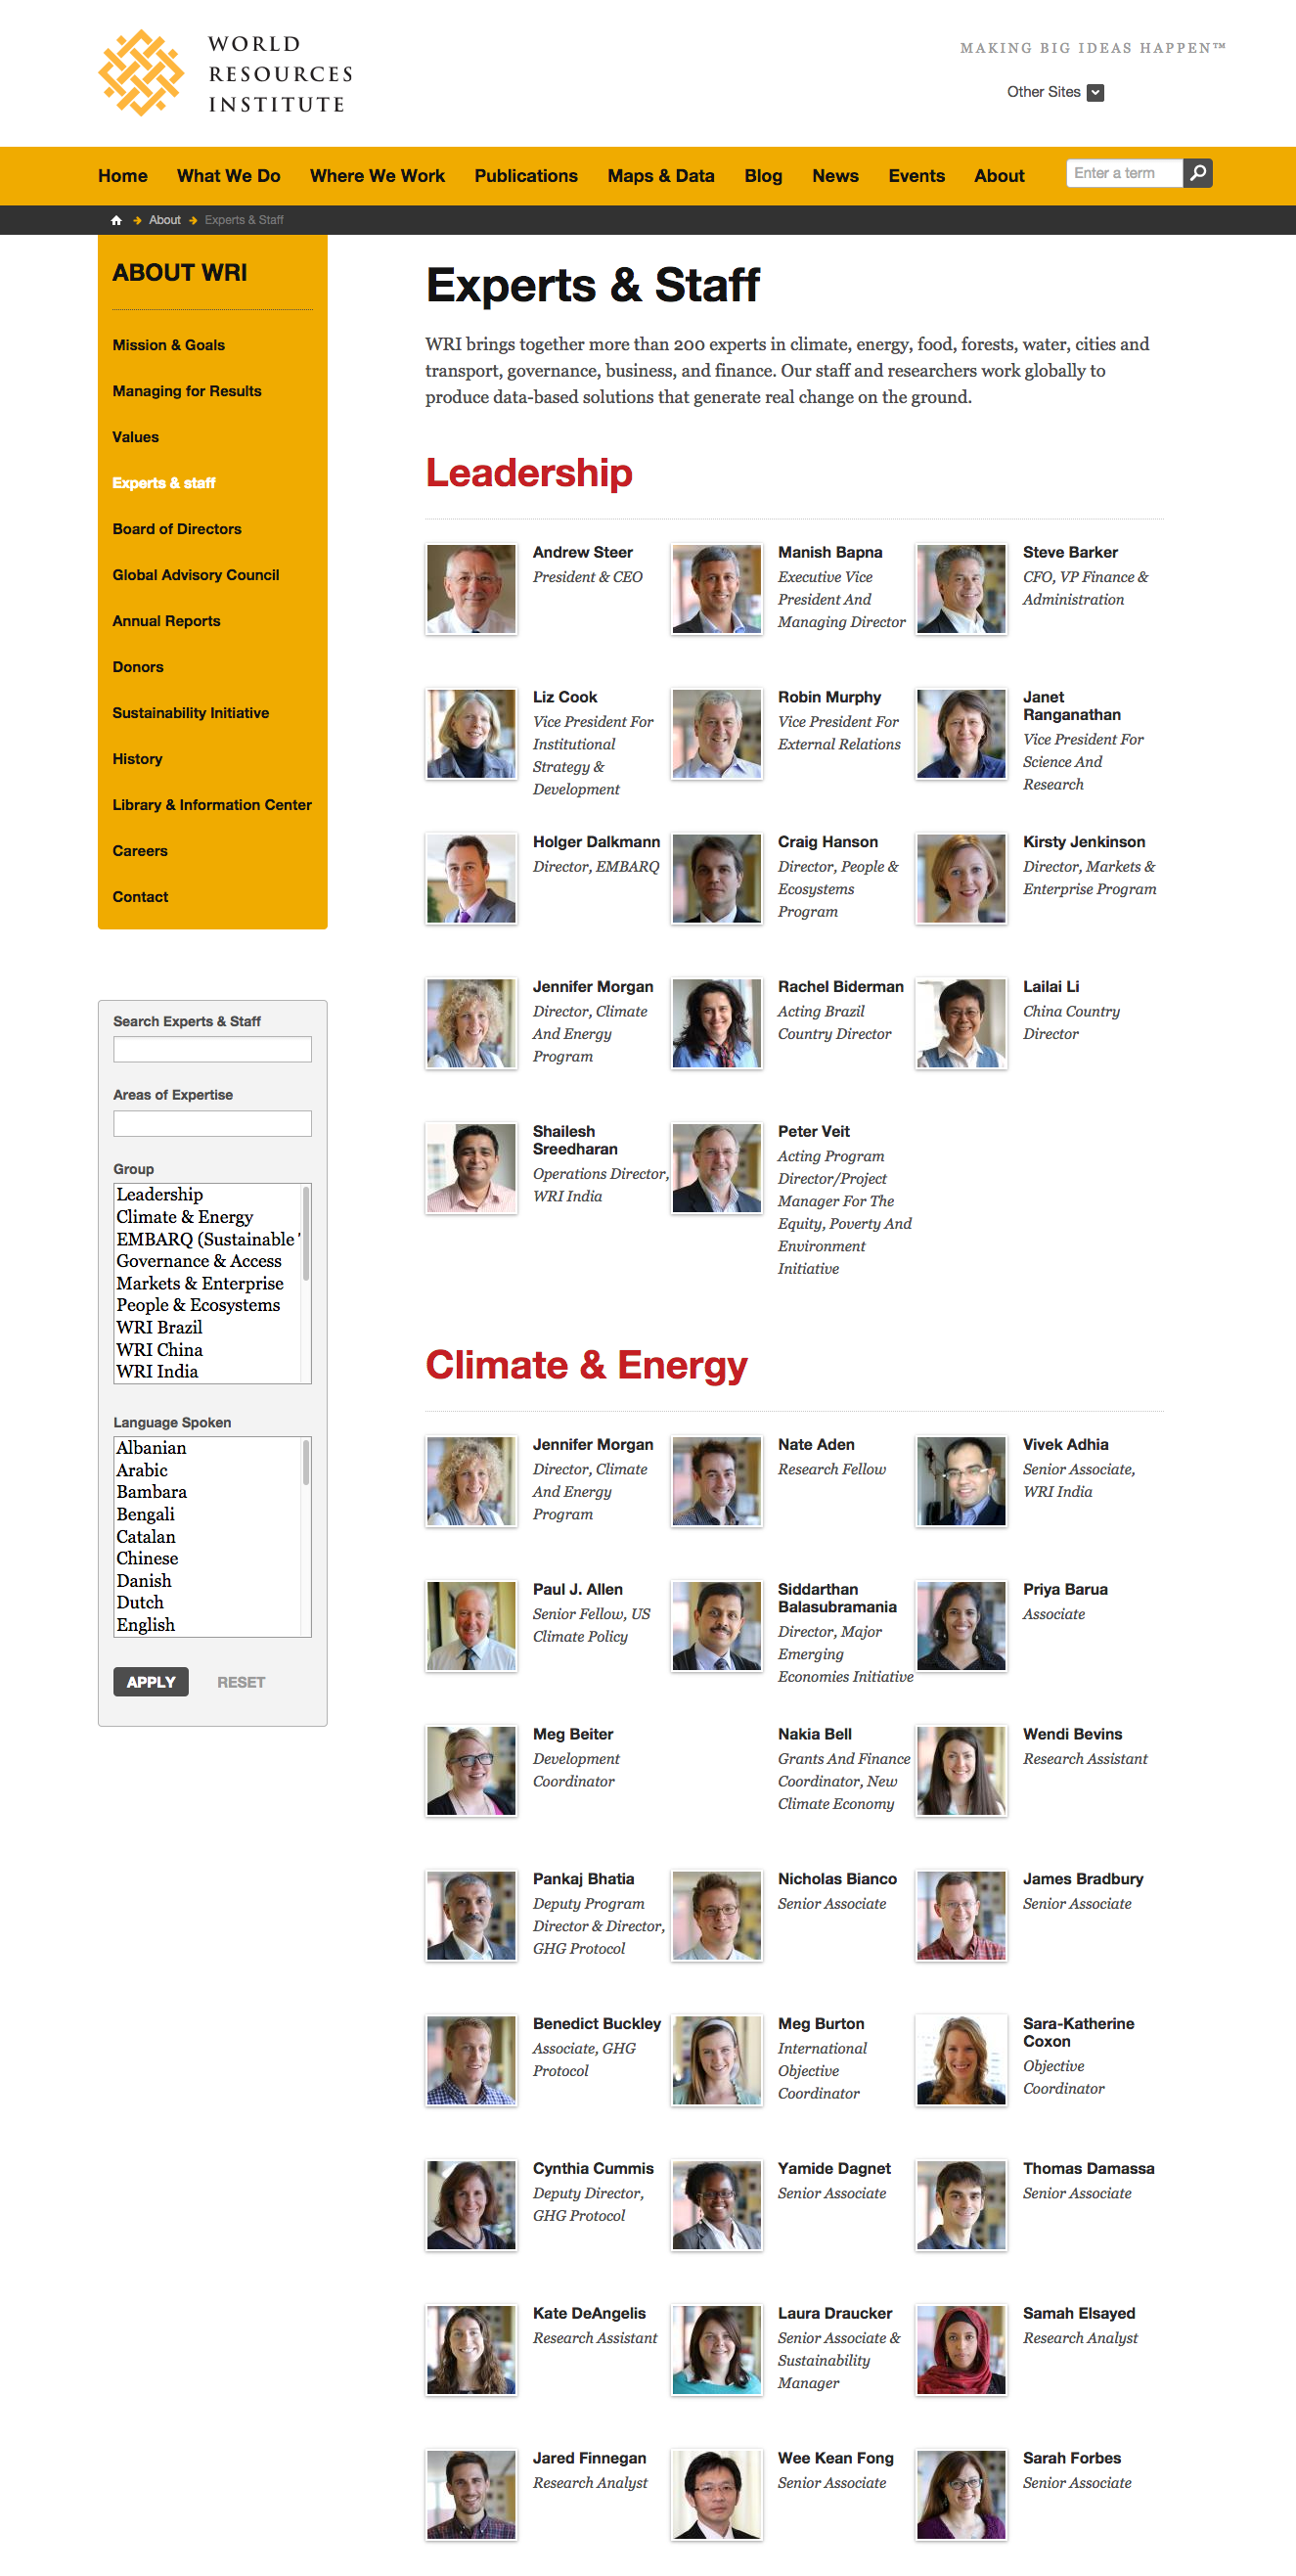 WORLD
RESOURCES
INSTITUTE
MAKING BIG IDEAS HAPPEN™
Other Sites
Home What We Do Where We Work Publications Maps & Data Blog News Events About Enter a term
About Experts & Staff
ABOUT WRI
Mission & Goals
Managing for Results
Values
Experts & staff
Board of Directors
Global Advisory Council
Annual Reports
Donors
Sustainability Initiative
History
Library & Information Center
Careers
Contact
Search Experts & Staff
Areas of Expertise
Group
Leadership
Climate & Energy
EMBARQ (Sustainable
Governance & Access
Markets & Enterprise
People & Ecosystems
WRI Brazil
WRI China
WRI India
Language Spoken
Albanian
Arabic
Bambara
Bengali
Catalan
Chinese
Danish
Dutch
English
APPLY RESET
Experts & Staff
WRI brings together more than 200 experts in climate, energy, food, forests, water, cities and
transport, governance, business, and finance. Our staff and researchers work globally to
produce data-based solutions that generate real change on the ground.
Leadership
Andrew Steer
President & CEO
Manish Bapna
Executive Vice
President And
Managing Director
Steve Barker
CFO, VP Finance &
Administration
Liz Cook
Vice President For
Institutional
Strategy &
Development
Robin Murphy
Vice President For
External Relations
Janet
Ranganathan
Vice President For
Science And
Research
Holger Dalkmann
Director, EMBARQ
Craig Hanson
Director, People &
Ecosystems
Program
Kirsty Jenkinson
Director, Markets &
Enterprise Program
Jennifer Morgan
Director, Climate
And Energy
Program
Rachel Biderman
Acting Brazil
Country Director
Lailai Li
China Country
Director
Shailesh
Sreedharan
Operations Director,
WRI India
Peter Veit
Acting Program
Director/Project
Manager For The
Equity, Poverty And
Environment
Initiative
Climate & Energy
Jennifer Morgan
Director, Climate
And Energy
Program
Nate Aden
Research Fellow
Vivek Adhia
Senior Associate,
WRI India
Paul J. Allen
Senior Fellow, US
Climate Policy
Siddarthan
Balasubramania
Director, Major
Emerging
Economies Initiative
Priya Barua
Associate
Meg Beiter
Development
Coordinator
Nakia Bell
Grants And Finance
Coordinator, New
Climate Economy
Wendi Bevins
Research Assistant
Pankaj Bhatia
Deputy Program
Director & Director,
GHG Protocol
Nicholas Bianco
Senior Associate
James Bradbury
Senior Associate
Benedict Buckley
Associate, GHG
Protocol
Meg Burton
International
Objective
Coordinator
Sara-Katherine
Coxon
Objective
Coordinator
Cynthia Cummis
Deputy Director,
GHG Protocol
Yamide Dagnet
Senior Associate
Thomas Damassa
Senior Associate
Kate DeAngelis
Research Assistant
Laura Draucker
Senior Associate &
Sustainability
Manager
Samah Elsayed
Research Analyst
Jared Finnegan
Research Analyst
Wee Kean Fong
Senior Associate
Sarah Forbes
Senior Associate